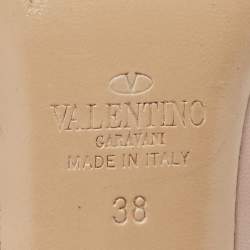 VALENTINO
GARAVANI
MADE IN ITALY
38